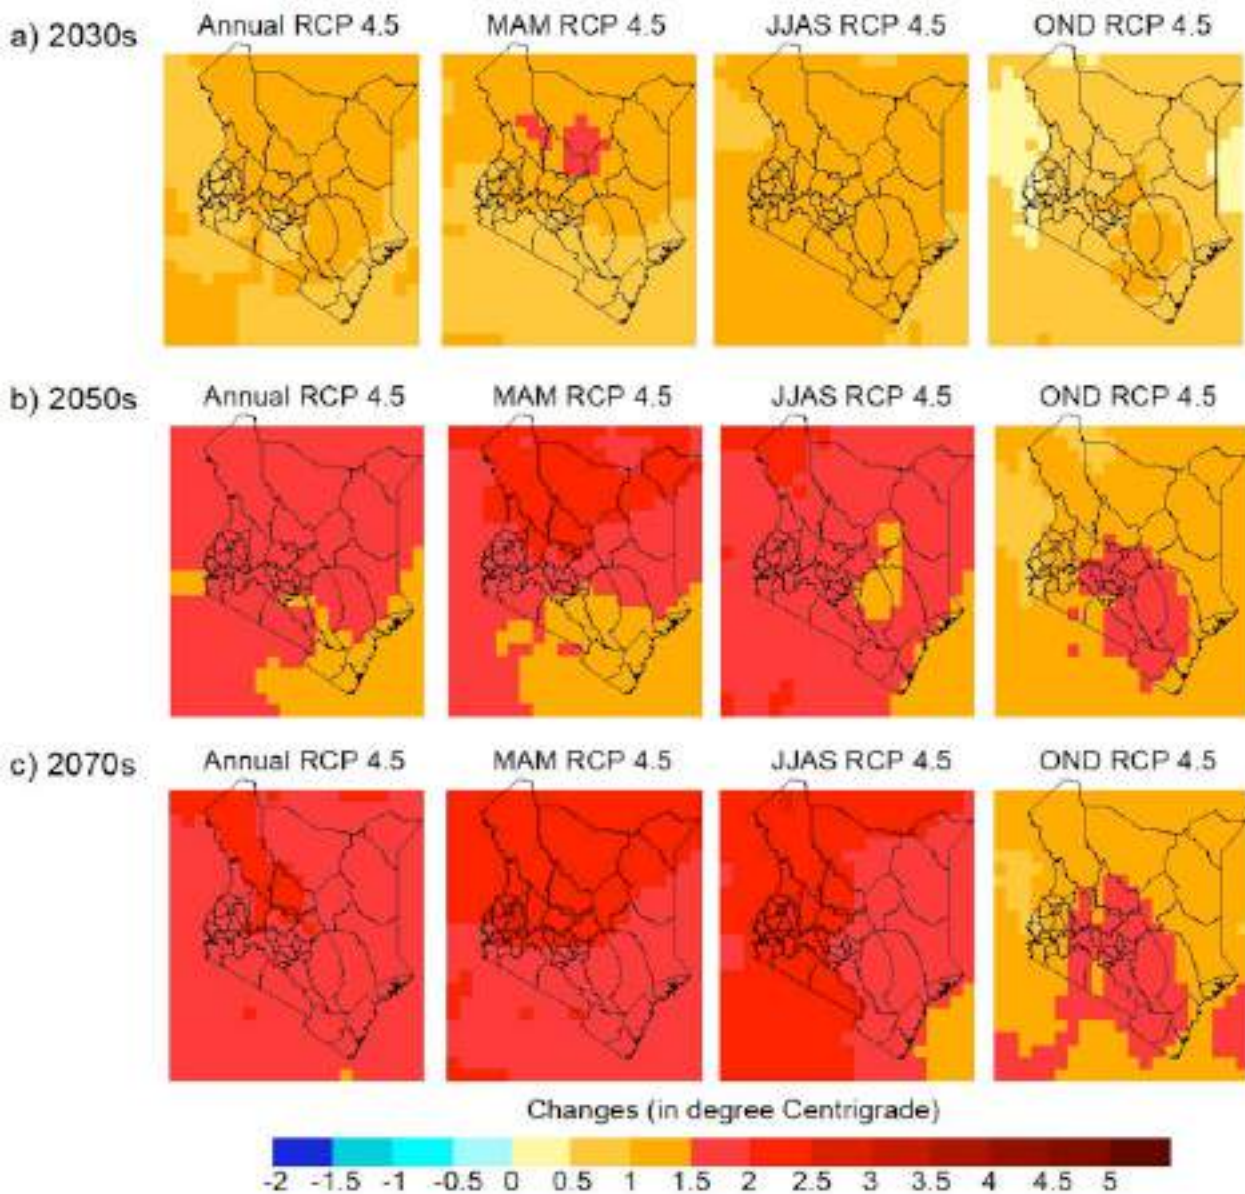 a) 2030s
Annual RCP 4.5 MAM RCP 4.5 JJAS RCP 4.5 OND RCP 4.5
b) 2050s
Annual RCP 4.5 MAM RCP 4.5 JJAS RCP 4.5 OND RCP 4.5
c) 2070s
Annual RCP 4.5 MAM RCP 4.5 JJAS RCP 4.5 OND RCP 4.5
Changes (in degree Centrigrade)
-2 -1.5 -1 -0.5 0 0.5 1 1.5 2 2.5 3 3.5 4 4.5 5